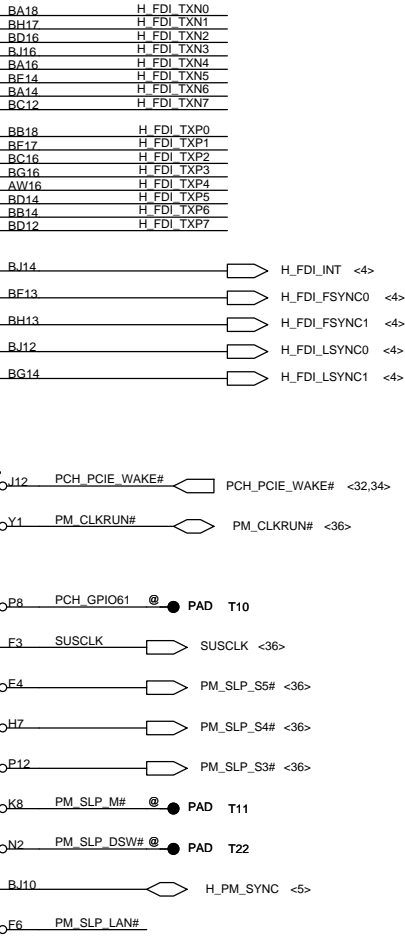 BA18 H_FDI_TXN0
BH17 H_FDI_TXN1
BD16 H_FDI_TXN2
BJ16 H_FDI_TXN3
BA16 H_FDI_TXN4
BE14 H_FDI_TXN5
BA14 H_FDI_TXN6
BC12 H_FDI_TXN7
BB18 H_FDI_TXP0
BF17 H_FDI_TXP1
BC16 H_FDI_TXP2
BG16 H_FDI_TXP3
AW16 H_FDI_TXP4
BD14 H_FDI_TXP5
BB14 H_FDI_TXP6
BD12 H_FDI_TXP7
BJ14 H_FDI_INT <4>
BF13 H_FDI_FSYNC0 <4>
BH13 H_FDI_FSYNC1 <4>
BJ12 H_FDI_LSYNC0 <4>
BG14 H_FDI_LSYNC1 <4>
J12 PCH_PCIE_WAKE# PCH_PCIE_WAKE# <32,34>
Y1 PM_CLKRUN# PM_CLKRUN# <36>
P8 PCH_GPIO61 @ PAD T10
F3 SUSCLK SUSCLK <36>
E4 PM_SLP_S5# <36>
H7 PM_SLP_S4# <36>
P12 PM_SLP_S3# <36>
K8 PM_SLP_M# @ PAD T11
N2 PM_SLP_DSW# @ PAD T22
BJ10 H_PM_SYNC <5>
F6 PM_SLP_LAN#